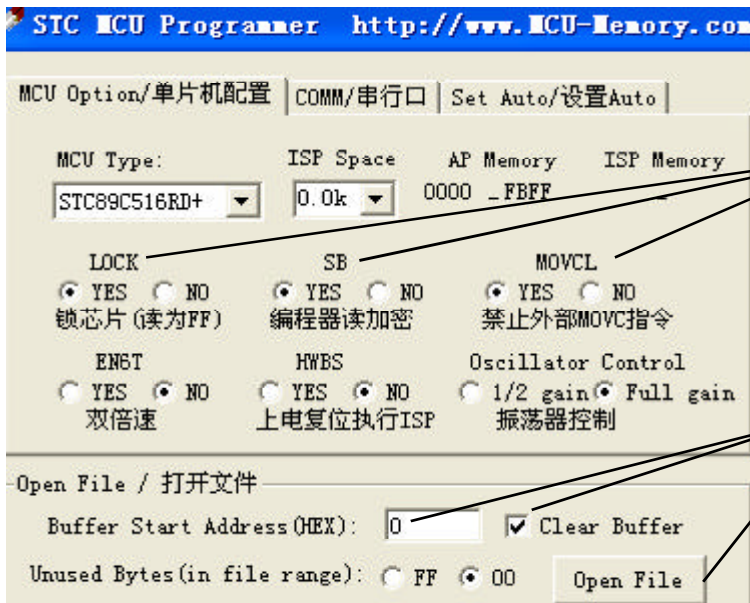 STC MCU Programmer http://www.MCU-Memory.com
MCU Option/单片机配置 COMM/串行口 Set Auto/设置Auto
MCU Type: ISP Space AP Memory ISP Memory
STC89C516RD+ 0.0k 0000 _FBFF _
LOCK SB MOVCL
YES NO YES NO YES NO
锁芯片(读为FF) 编程器读加密 禁止外部MOVC指令
EN6T HWBS Oscillator Control
YES NO YES NO 1/2 gain Full gain
双倍速 上电复位执行ISP 振荡器控制
Open File / 打开文件
Buffer Start Address(HEX): 0 Clear Buffer
Unused Bytes(in file range): FF 00 Open File